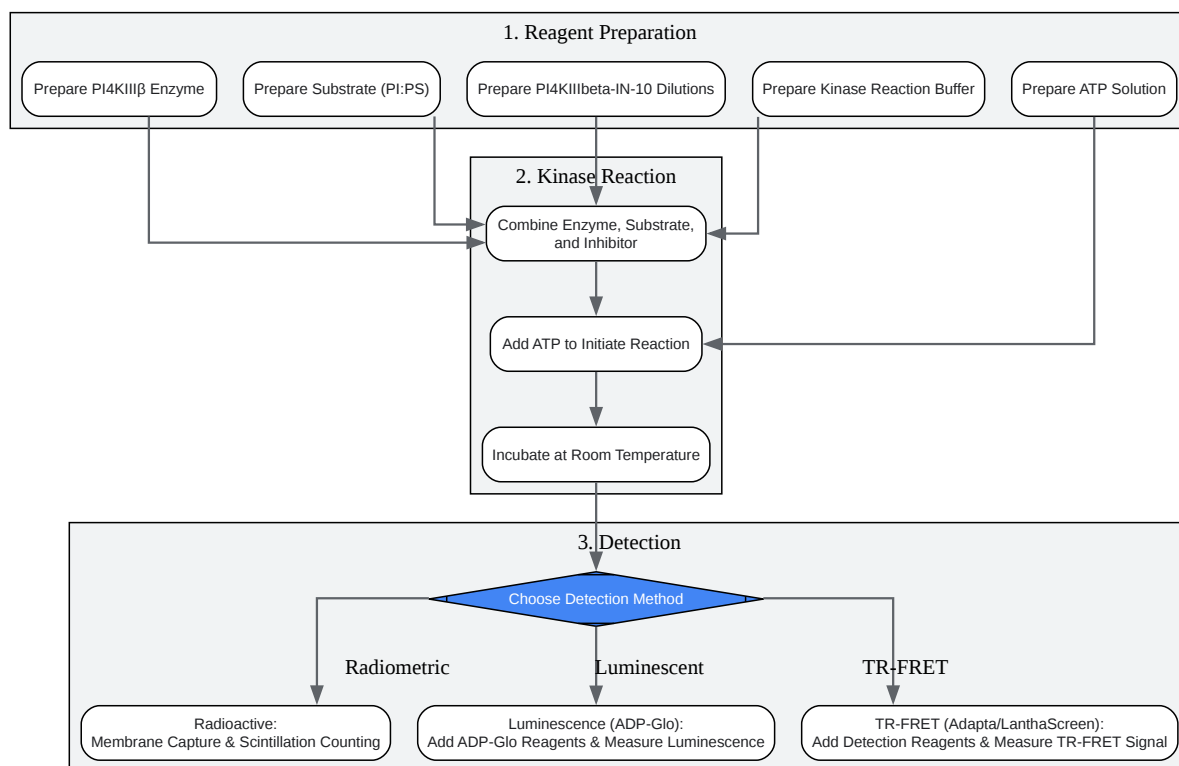 1. Reagent Preparation
Prepare PI4KIIIβ Enzyme
Prepare Substrate (PI:PS)
Prepare PI4KIIIbeta-IN-10 Dilutions
Prepare Kinase Reaction Buffer
Prepare ATP Solution
2. Kinase Reaction
Combine Enzyme, Substrate,
and Inhibitor
Add ATP to Initiate Reaction
Incubate at Room Temperature
3. Detection
Choose Detection Method
Radiometric
Luminescent
TR-FRET
Radioactive:
Membrane Capture & Scintillation Counting
Luminescence (ADP-Glo):
Add ADP-Glo Reagents & Measure Luminescence
TR-FRET (Adapta/LanthaScreen):
Add Detection Reagents & Measure TR-FRET Signal